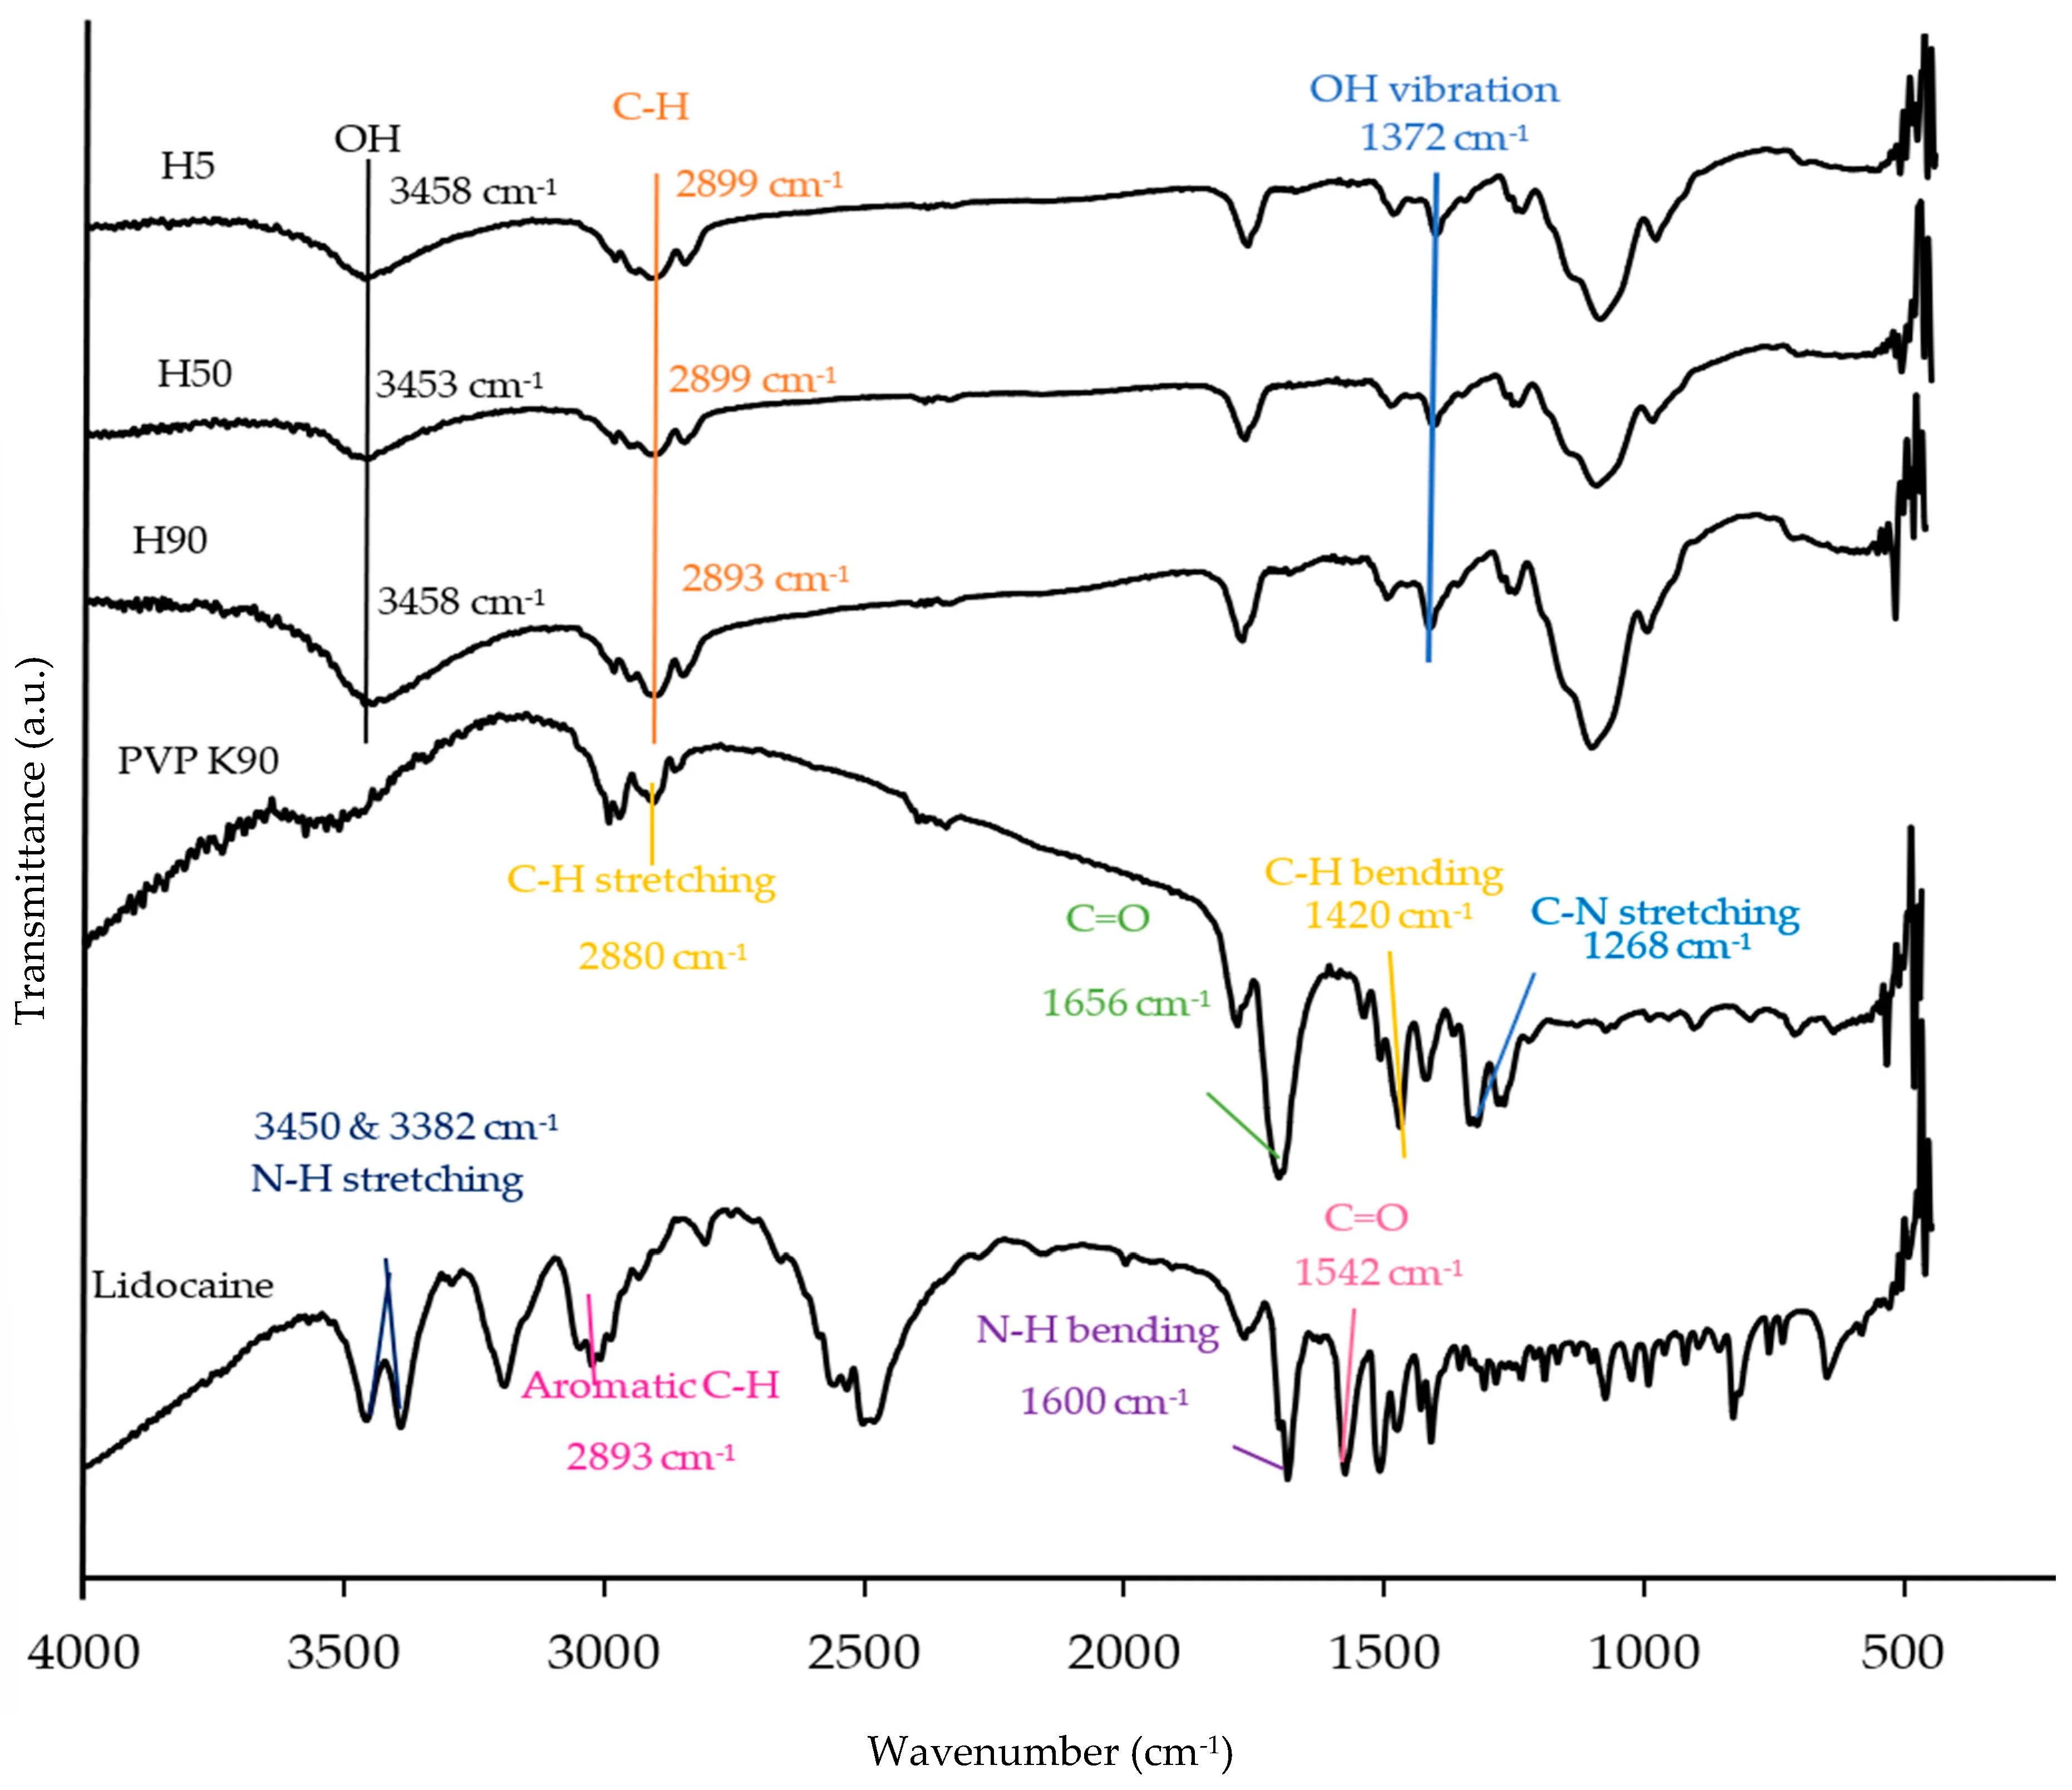 OH vibration
1372 cm-1
C-H
OH
H5
3458 cm-1
2899 cm-1
H50
3453 cm-1
2899 cm-1
H90
3458 cm-1
2893 cm-1
PVP K90
C-H stretching
2880 cm-1
C=O
1656 cm-1
C-H bending
1420 cm-1
C-N stretching
1268 cm-1
3450 & 3382 cm-1
N-H stretching
Lidocaine
Aromatic C-H
2893 cm-1
N-H bending
1600 cm-1
C=O
1542 cm-1
Transmittance (a.u.)
4000 3500 3000 2500 2000 1500 1000 500
Wavenumber (cm-1)